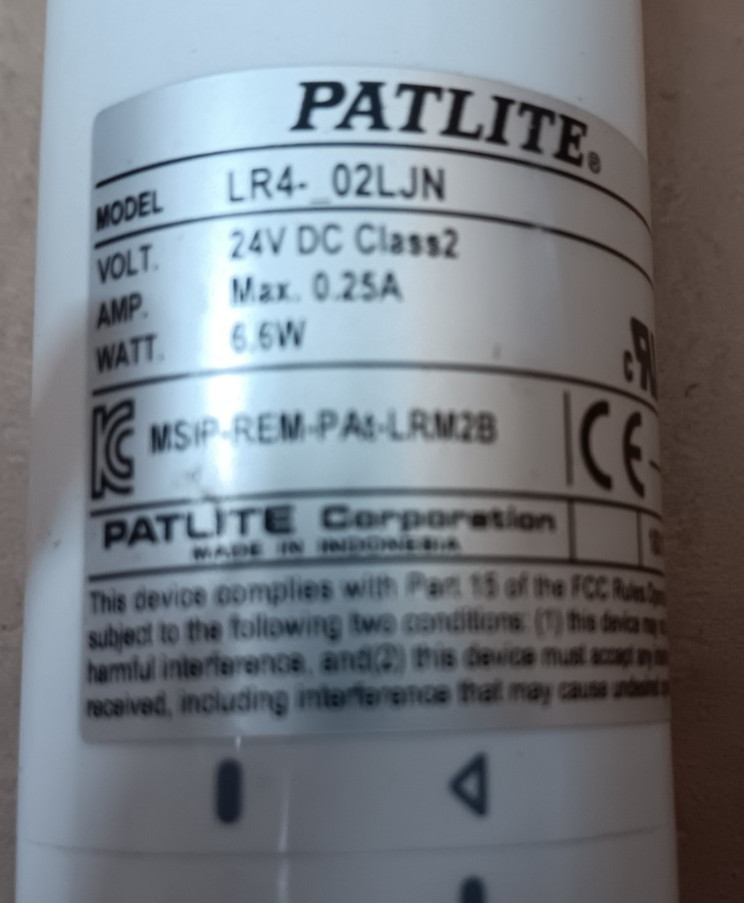 PATLITE®
MODEL LR4-_02LJN
VOLT. 24V DC Class2
AMP. Max. 0.25A
WATT. 6.6W
MSIP-REM-PAt-LRM2B CE
PATLITE Corporation
MADE IN INDONESIA
This device complies with Part 15 of the FCC Rules
subject to the following two conditions: (1) this device
harmful interference, and(2) this device must accept any
received, including interference that may cause